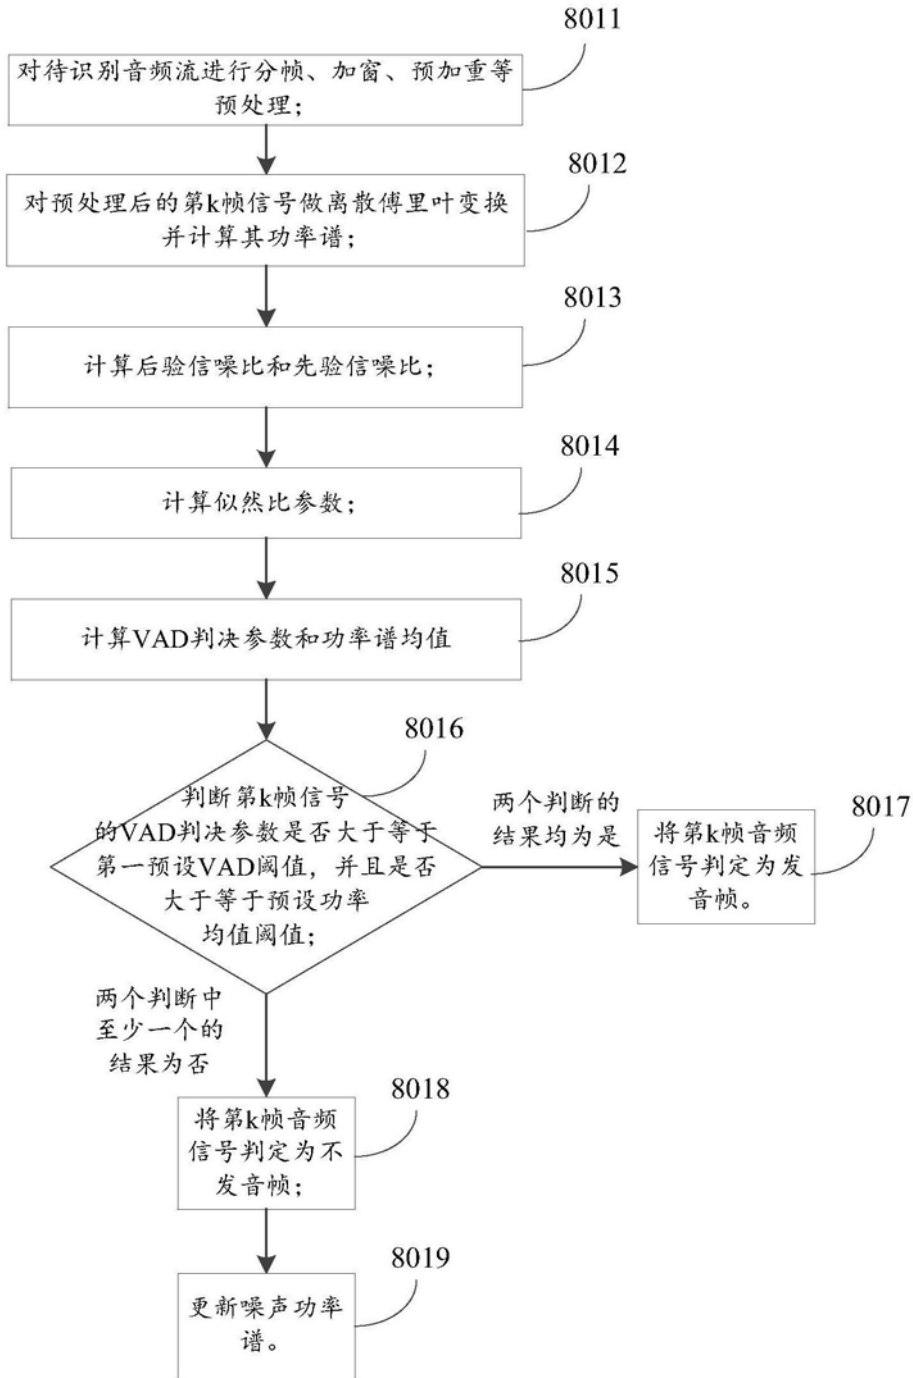 8011
对待识别音频流进行分帧、加窗、预加重等
预处理；
8012
对预处理后的第k帧信号做离散傅里叶变换
并计算其功率谱；
8013
计算后验信噪比和先验信噪比；
8014
计算似然比参数；
8015
计算VAD判决参数和功率谱均值
8016
判断第k帧信号
的VAD判决参数是否大于等于
第一预设VAD阈值，并且是否
大于等于预设功率
均值阈值；
两个判断的
结果均为是
8017
将第k帧音频
信号判定为发
音帧。
两个判断中
至少一个的
结果为否
8018
将第k帧音频
信号判定为不
发音帧；
8019
更新噪声功率
谱。